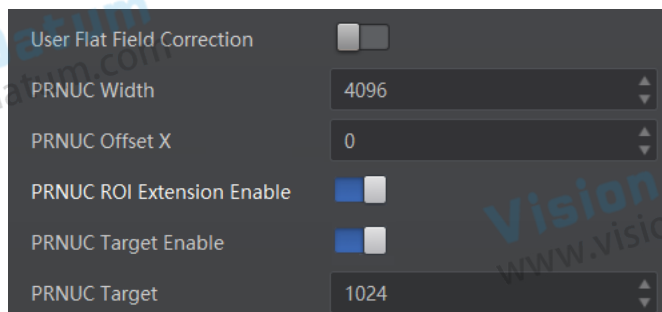 User Flat Field Correction
PRNUC Width 4096
PRNUC Offset X 0
PRNUC ROI Extension Enable
PRNUC Target Enable
PRNUC Target 1024
Vision